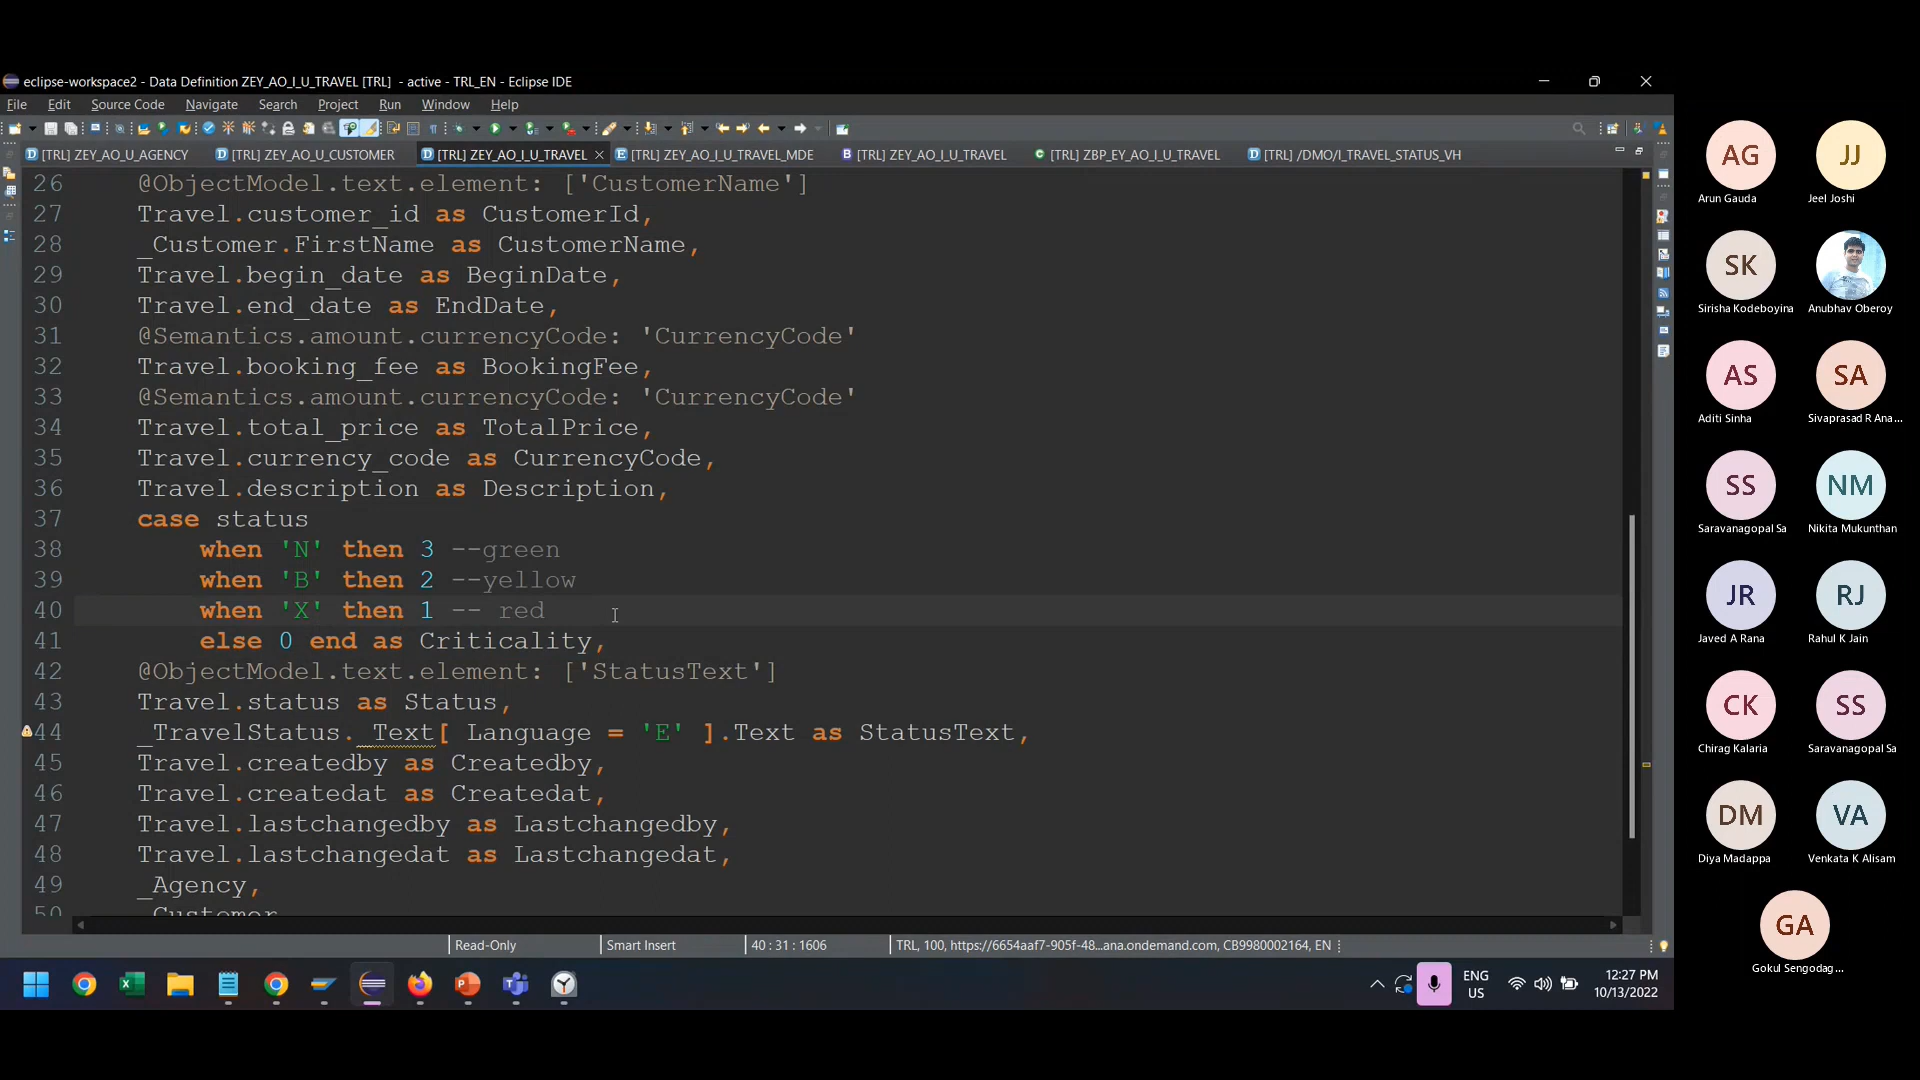 eclipse-workspace2 - Data Definition ZEY_AO_I_U_TRAVEL [TRL]  - active - TRL_EN - Eclipse IDE
File Edit Source Code Navigate Search Project Run Window Help
[TRL] ZEY_AO_U_AGENCY [TRL] ZEY_AO_U_CUSTOMER [TRL] ZEY_AO_I_U_TRAVEL [TRL] ZEY_AO_I_U_TRAVEL_MDE [TRL] ZEY_AO_I_U_TRAVEL [TRL] ZBP_EY_AO_I_U_TRAVEL [TRL] /DMO/I_TRAVEL_STATUS_VH
26 @ObjectModel.text.element: ['CustomerName']
27 Travel.customer_id as CustomerId,
28 _Customer.FirstName as CustomerName,
29 Travel.begin_date as BeginDate,
30 Travel.end_date as EndDate,
31 @Semantics.amount.currencyCode: 'CurrencyCode'
32 Travel.booking_fee as BookingFee,
33 @Semantics.amount.currencyCode: 'CurrencyCode'
34 Travel.total_price as TotalPrice,
35 Travel.currency_code as CurrencyCode,
36 Travel.description as Description,
37 case status
38 when 'N' then 3 --green
39 when 'B' then 2 --yellow
40 when 'X' then 1 -- red
41 else 0 end as Criticality,
42 @ObjectModel.text.element: ['StatusText']
43 Travel.status as Status,
44 _TravelStatus._Text[ Language = 'E' ].Text as StatusText,
45 Travel.createdby as Createdby,
46 Travel.createdat as Createdat,
47 Travel.lastchangedby as Lastchangedby,
48 Travel.lastchangedat as Lastchangedat,
49 _Agency,
50 _Customer
Read-Only Smart Insert 40 : 31 : 1606 TRL, 100, https://6654aaf7-905f-48...ana.ondemand.com, CB9980002164, EN
ENG
US
12:27 PM
10/13/2022
AG JJ
Arun Gauda Jeel Joshi
SK
Sirisha Kodeboyina Anubhav Oberoy
AS SA
Aditi Sinha Sivaprasad R Ana...
SS NM
Saravanagopal Sa Nikita Mukunthan
JR RJ
Javed A Rana Rahul K Jain
CK SS
Chirag Kalaria Saravanagopal Sa
DM VA
Diya Madappa Venkata K Alisam
GA
Gokul Sengodag ...